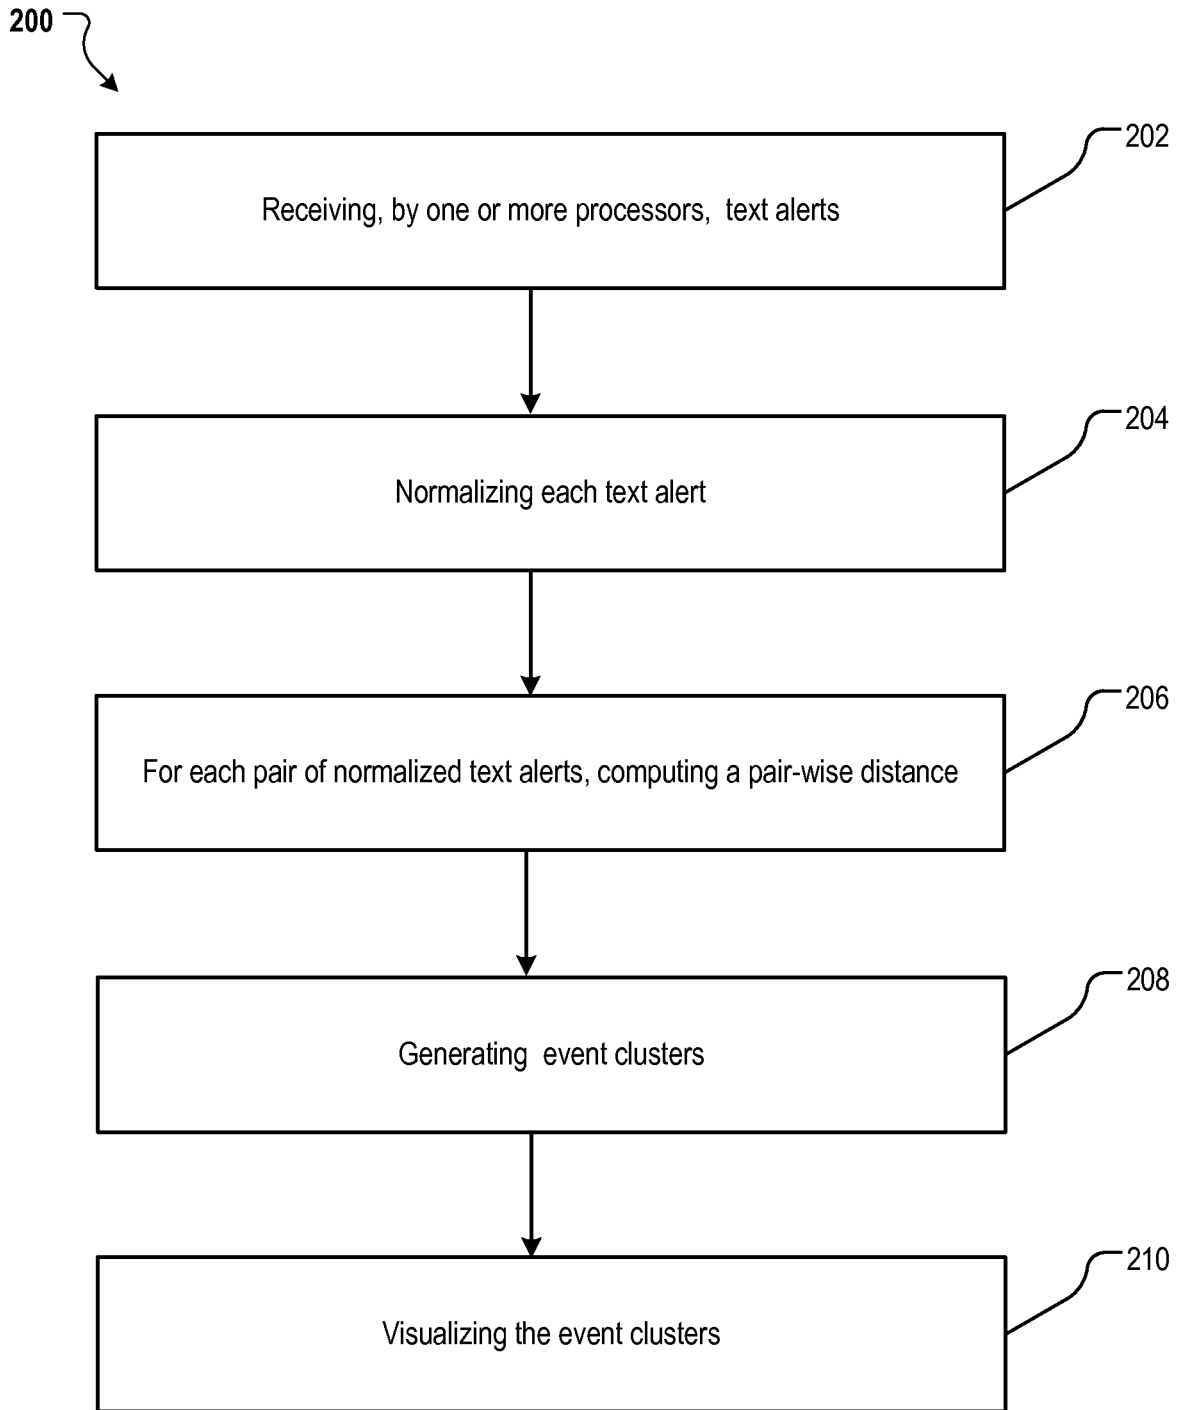 200
202
Receiving, by one or more processors, text alerts
204
Normalizing each text alert
206
For each pair of normalized text alerts, computing a pair-wise distance
208
Generating event clusters
210
Visualizing the event clusters